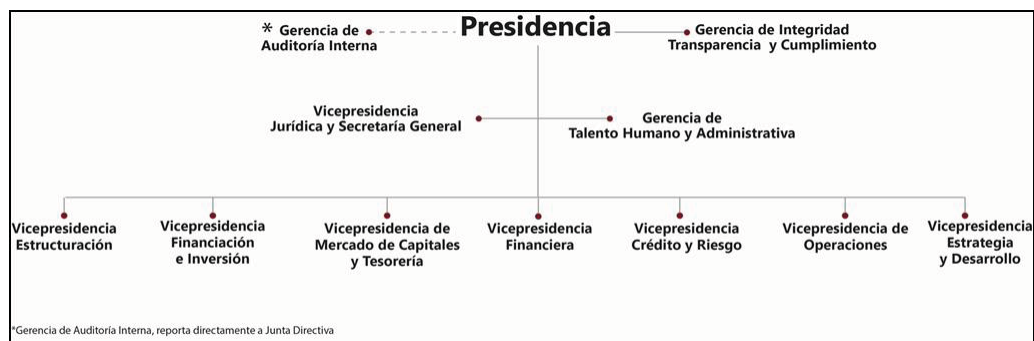 * Gerencia de
Auditoría Interna
Presidencia
Gerencia de Integridad
Transparencia y Cumplimiento
Vicepresidencia
Jurídica y Secretaría General
Gerencia de
Talento Humano y Administrativa
Vicepresidencia
Estructuración
Vicepresidencia
Financiación
e Inversión
Vicepresidencia de
Mercado de Capitales
y Tesorería
Vicepresidencia
Financiera
Vicepresidencia
Crédito y Riesgo
Vicepresidencia de
Operaciones
Vicepresidencia
Estrategia
y Desarrollo
*Gerencia de Auditoría Interna, reporta directamente a Junta Directiva